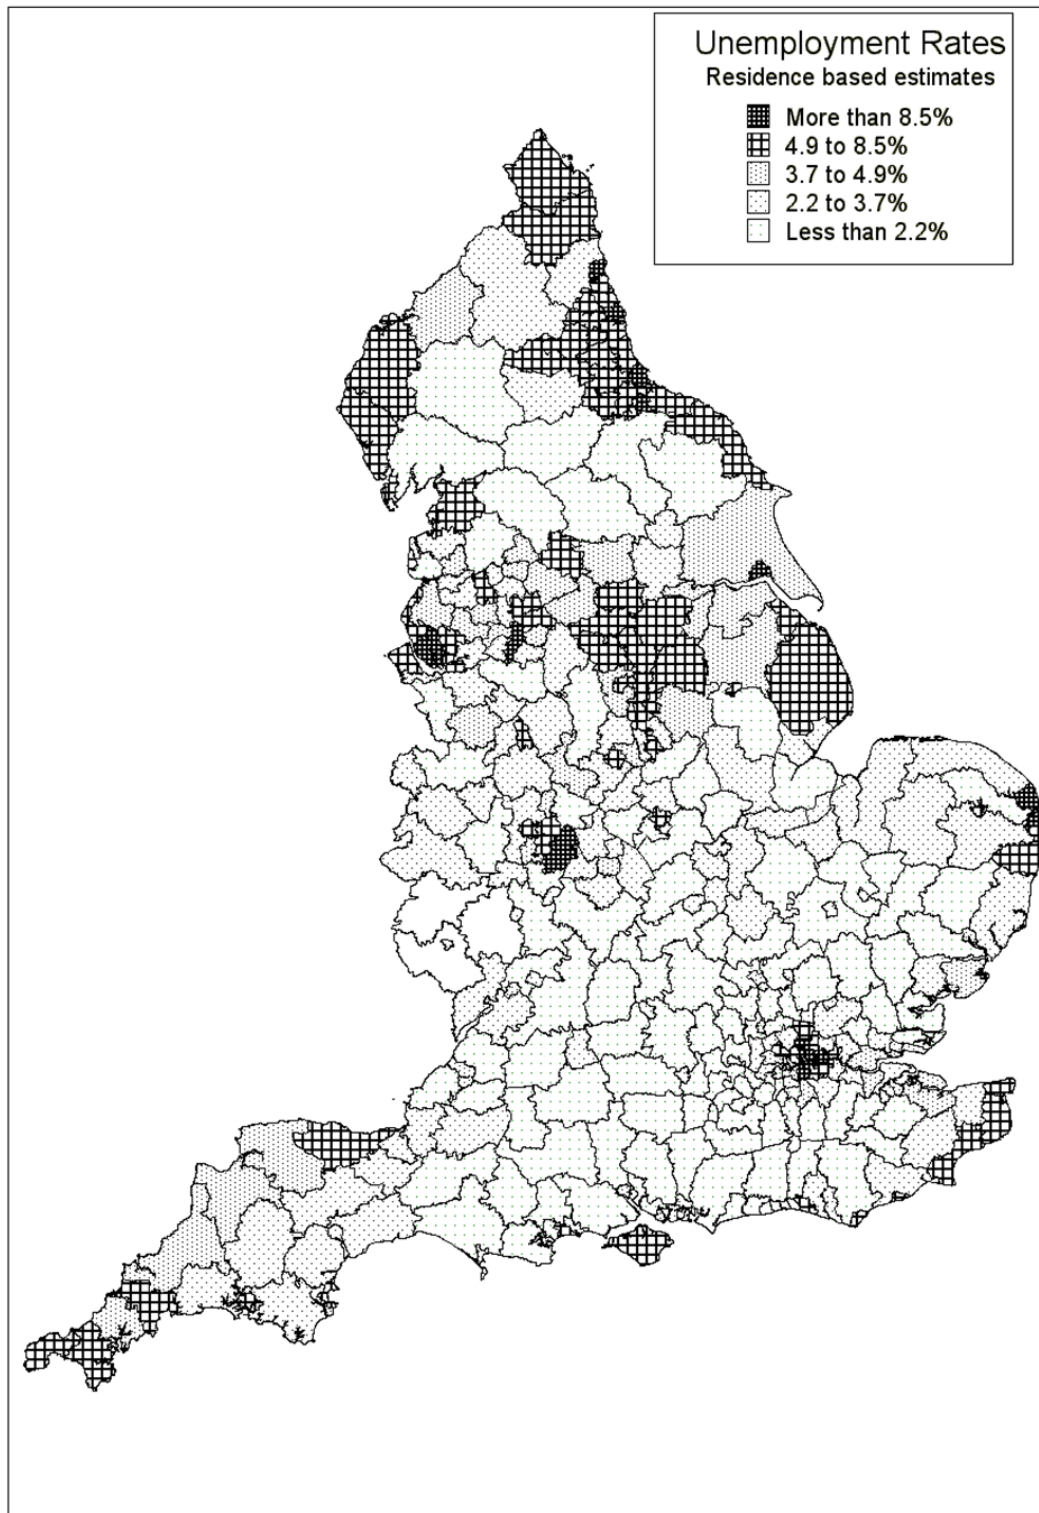 Unemployment Rates
Residence based estimates
More than 8.5%
4.9 to 8.5%
3.7 to 4.9%
2.2 to 3.7%
Less than 2.2%